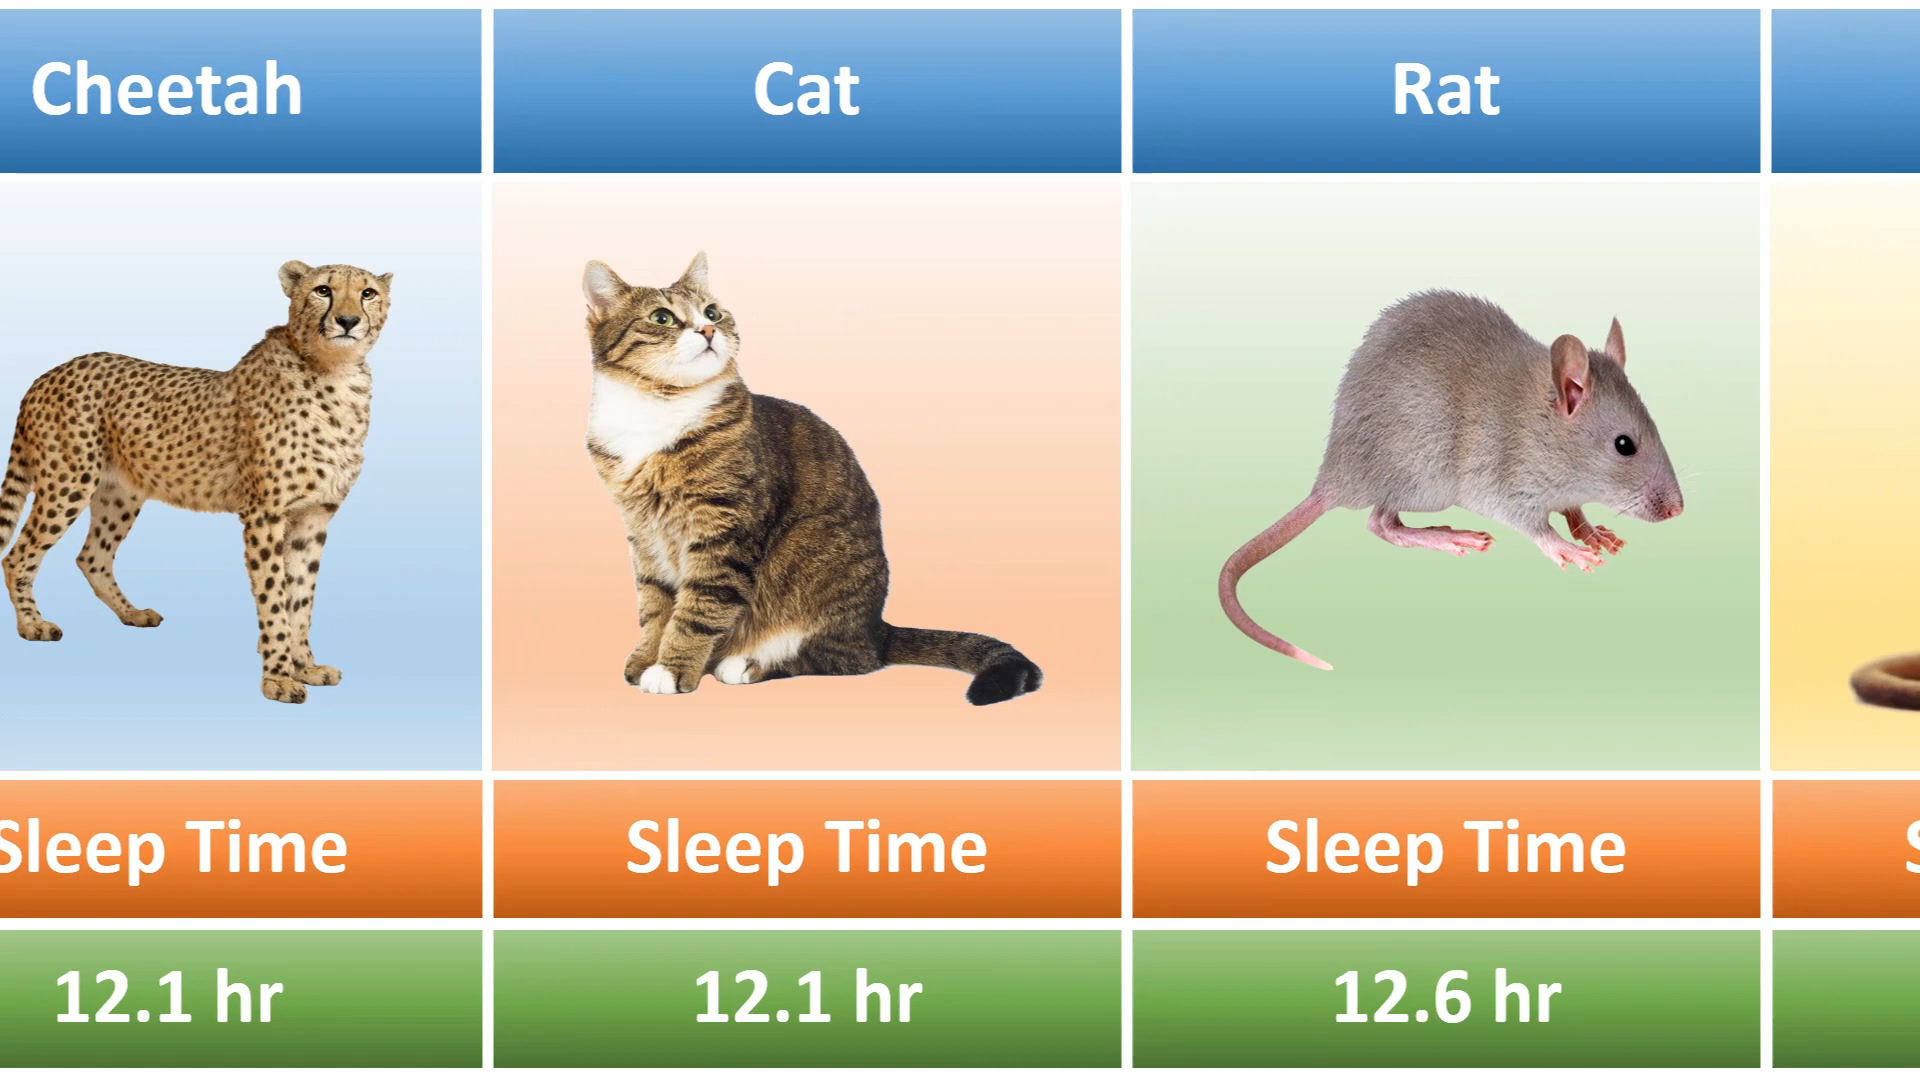 Cheetah
Cat
Rat
Sleep Time
Sleep Time
Sleep Time
12.1 hr
12.1 hr
12.6 hr